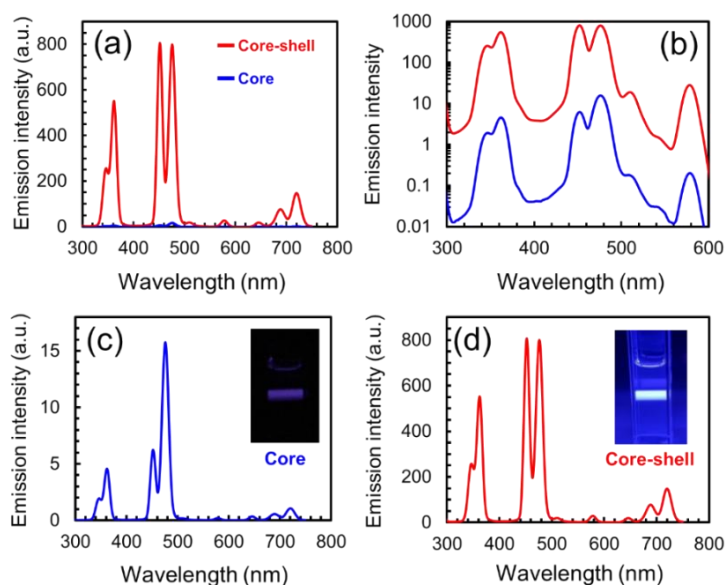 (a)
Core-shell
Core
Emission intensity (a.u.)
800
600
400
200
0
300 400 500 600 700 800
Wavelength (nm)
(b)
Emission intensity
1000
100
10
1
0.1
0.01
300 400 500 600
Wavelength (nm)
(c)
Core
Emission intensity (a.u.)
15
10
5
0
300 400 500 600 700 800
Wavelength (nm)
(d)
Core-shell
Emission intensity (a.u.)
800
600
400
200
0
300 400 500 600 700 800
Wavelength (nm)